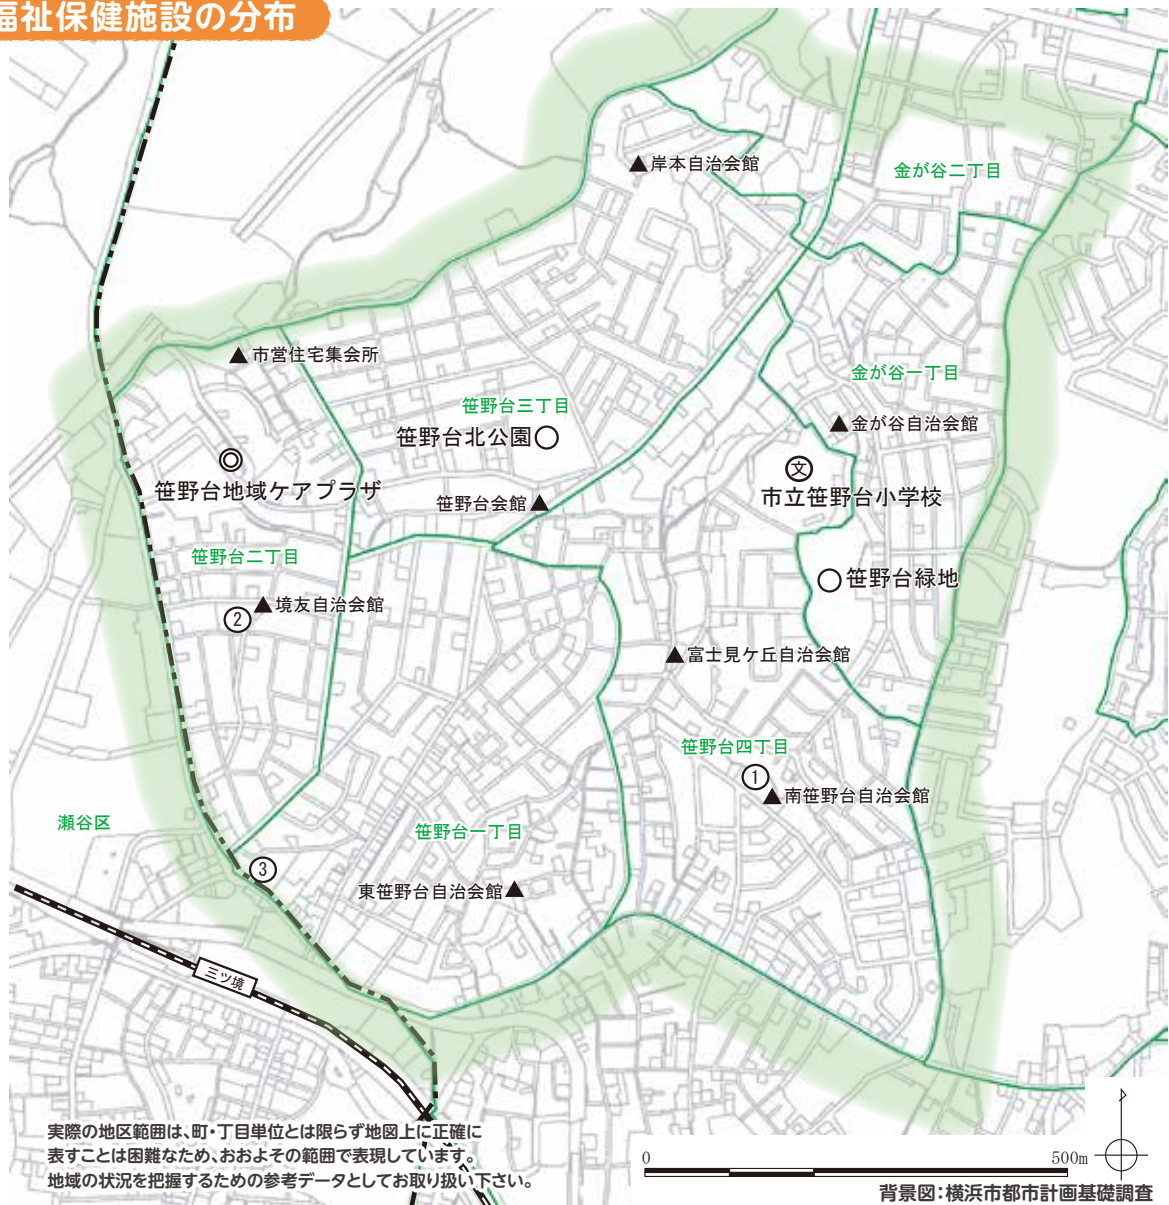 福祉保健施設の分布
岸本自治会館
金が谷二丁目
市営住宅集会所
金が谷一丁目
笹野台三丁目
笹野台北公園
金が谷自治会館
文
笹野台地域ケアプラザ
市立笹野台小学校
笹野台会館
笹野台二丁目
笹野台緑地
境友自治会館
②
富士見ケ丘自治会館
笹野台四丁目
①
南笹野台自治会館
瀬谷区
笹野台一丁目
③
東笹野台自治会館
三ツ境
実際の地区範囲は、町・丁目単位とは限らず地図上に正確に
表すことは困難なため、おおよその範囲で表現しています。
地域の状況を把握するための参考データとしてお取り扱い下さい。
0 500m
背景図：横浜市都市計画基礎調査